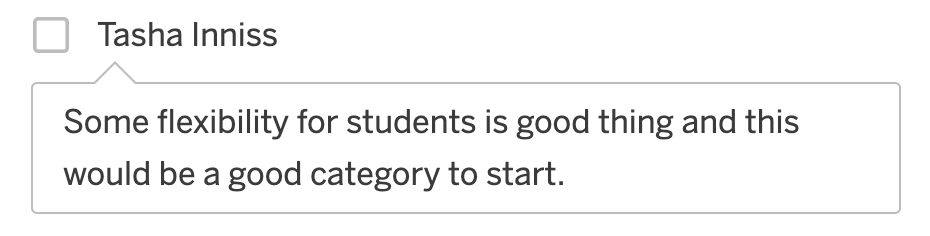 Tasha Inniss
Some flexibility for students is good thing and this
would be a good category to start.